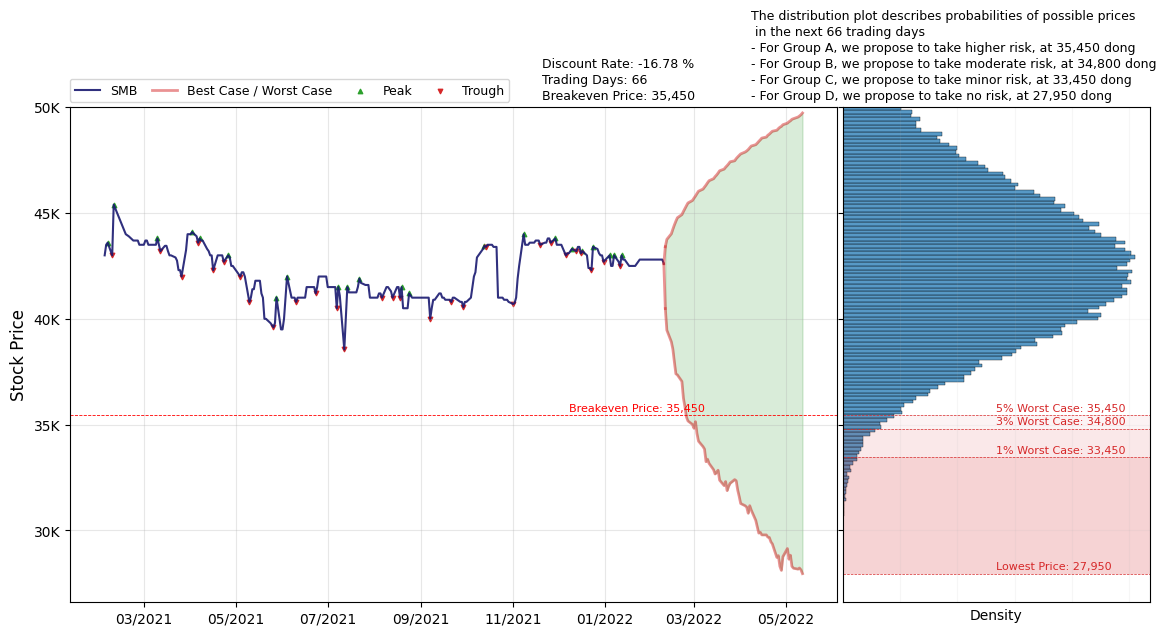 The distribution plot describes probabilities of possible prices
in the next 66 trading days
- For Group A, we propose to take higher risk, at 35,450 dong
- For Group B, we propose to take moderate risk, at 34,800 dong
- For Group C, we propose to take minor risk, at 33,450 dong
- For Group D, we propose to take no risk, at 27,950 dong
Discount Rate: -16.78 %
Trading Days: 66
Breakeven Price: 35,450
SMB
Best Case / Worst Case
Peak
Trough
50K
45K
40K
35K
30K
Stock Price
Breakeven Price: 35,450
5% Worst Case: 35,450
3% Worst Case: 34,800
1% Worst Case: 33,450
Lowest Price: 27,950
03/2021
05/2021
07/2021
09/2021
11/2021
01/2022
03/2022
05/2022
Density